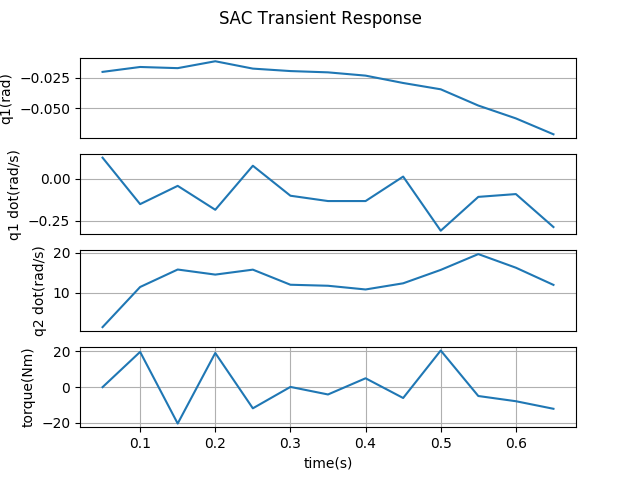 SAC Transient Response
q1(rad)
−0.025
−0.050
q1 dot(rad/s)
0.00
−0.25
q2 dot(rad/s)
20
10
torque(Nm)
20
0
−20
0.1 0.2 0.3 0.4 0.5 0.6
time(s)